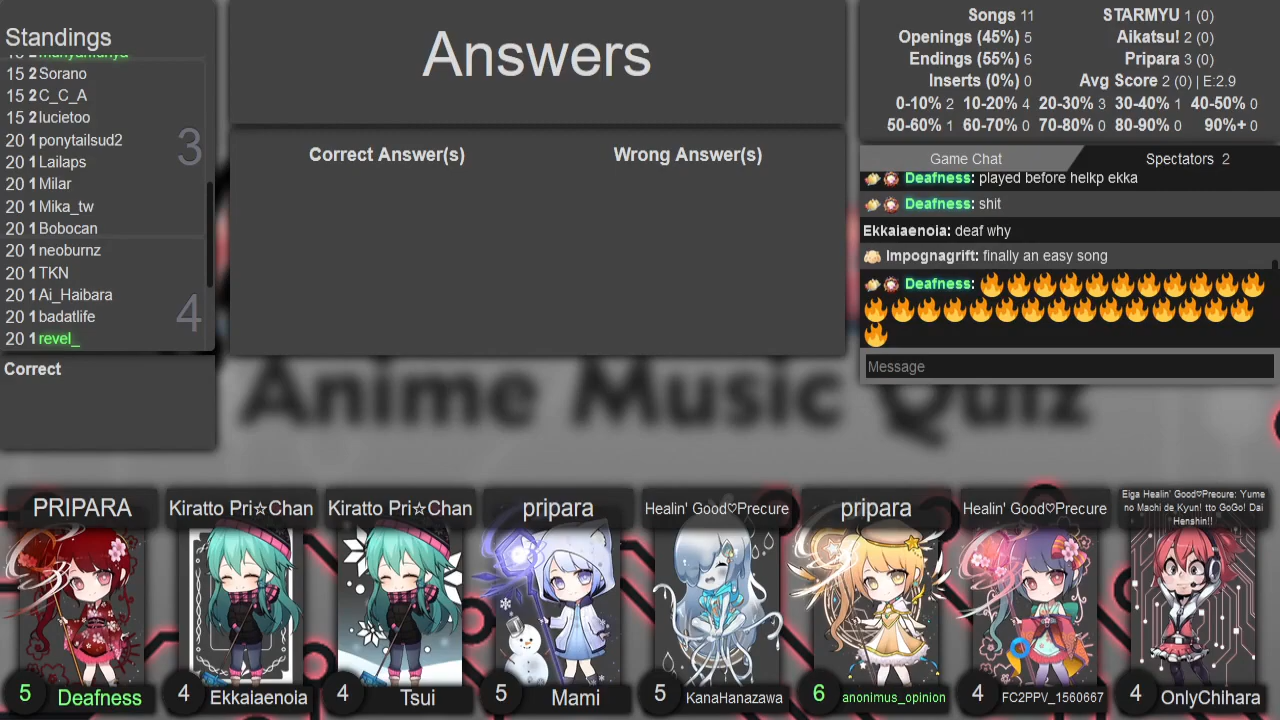 Standings
15 2 Sorano
15 2 C_C_A
15 2 lucietoo
20 1 ponytailsud2
20 1 Lailaps
20 1 Milar
20 1 Mika_tw
20 1 Bobocan
3
20 1 neoburnz
20 1 TKN
20 1 Ai_Haibara
20 1 badatlife
20 1 revel_
4
Correct
Answers
Correct Answer(s) Wrong Answer(s)
Songs 11 STARMYU 1 (0)
Openings (45%) 5 Aikatsu! 2 (0)
Endings (55%) 6 Pripara 3 (0)
Inserts (0%) 0 Avg Score 2 (0) | E:2.9
0-10% 2 10-20% 4 20-30% 3 30-40% 1 40-50% 0
50-60% 1 60-70% 0 70-80% 0 80-90% 0 90%+ 0
Game Chat Spectators 2
Deafness: played before helkp ekka
Deafness: shit
Ekkaiaenoia: deaf why
Impognagrift: finally an easy song
Deafness: 🔥🔥🔥🔥🔥🔥🔥🔥🔥🔥🔥
🔥🔥🔥🔥🔥🔥🔥🔥🔥🔥🔥🔥🔥🔥🔥
🔥
Message
Anime Music Quiz
PRIPARA
Kiratto Pri☆Chan
Kiratto Pri☆Chan
pripara
Healin' Good♡Precure
pripara
Healin' Good♡Precure
Eiga Healin' Good♡Precure: Yume
no Machi de Kyun! tto GoGo! Dai
Henshin!!
5 Deafness
4 Ekkaiaenoia
4 Tsui
5 Mami
5 KanaHanazawa
6 anonimus_opinion
4 FC2PPV_1560667
4 OnlyChihara